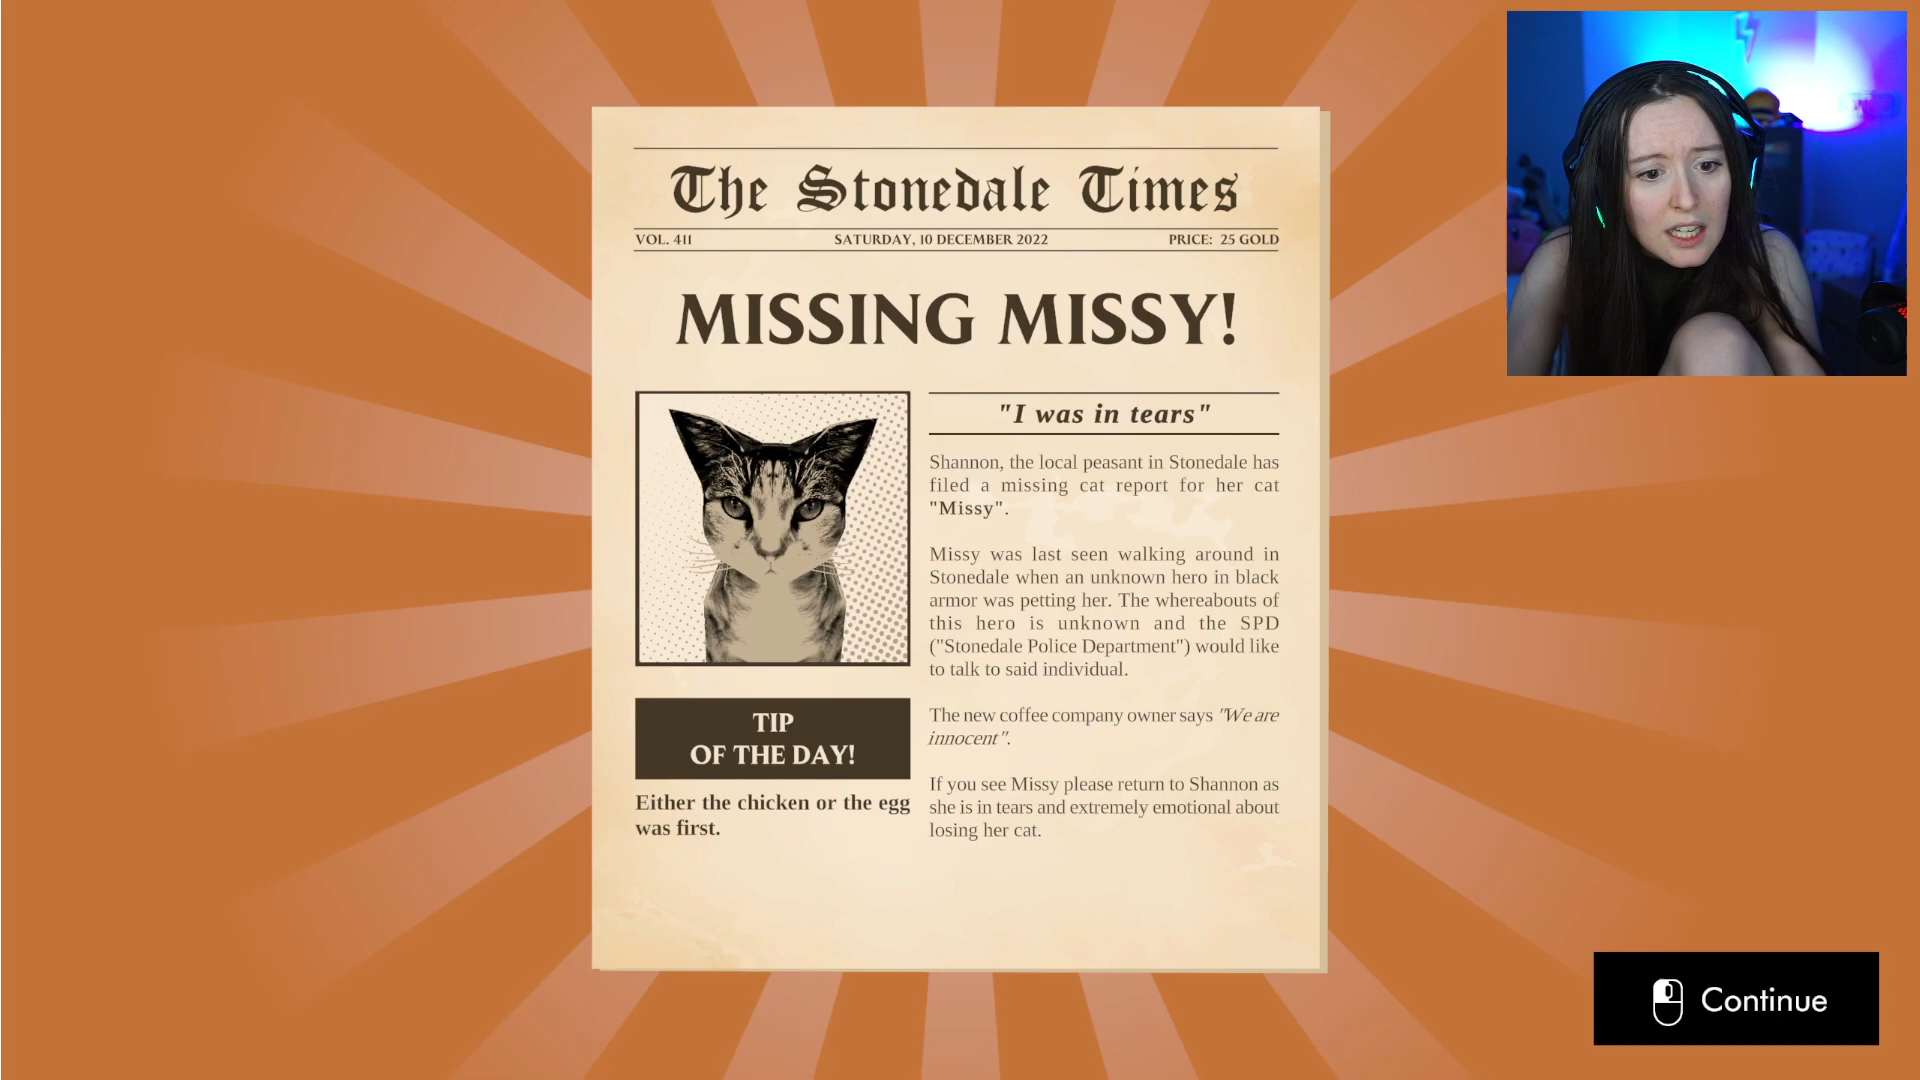 The Stonedale Times
VOL. 411 SATURDAY, 10 DECEMBER 2022 PRICE: 25 GOLD
MISSING MISSY!
"I was in tears"
Shannon, the local peasant in Stonedale has
filed a missing cat report for her cat
"Missy".
Missy was last seen walking around in
Stonedale when an unknown hero in black
armor was petting her. The whereabouts of
this hero is unknown and the SPD
("Stonedale Police Department") would like
to talk to said individual.
The new coffee company owner says "We are
innocent".
If you see Missy please return to Shannon as
she is in tears and extremely emotional about
losing her cat.
TIP
OF THE DAY!
Either the chicken or the egg
was first.
Continue